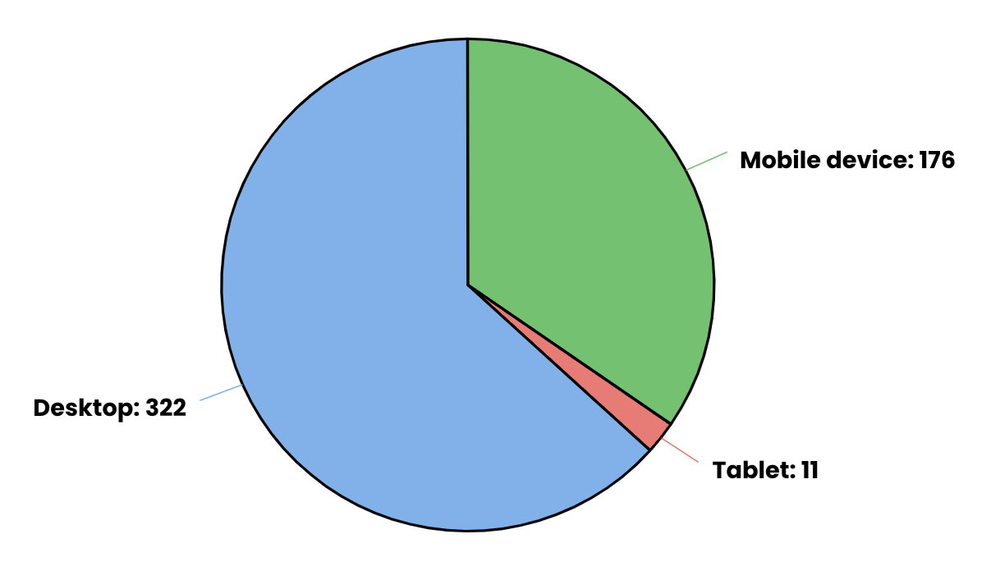 Mobile device: 176
Desktop: 322
Tablet: 11